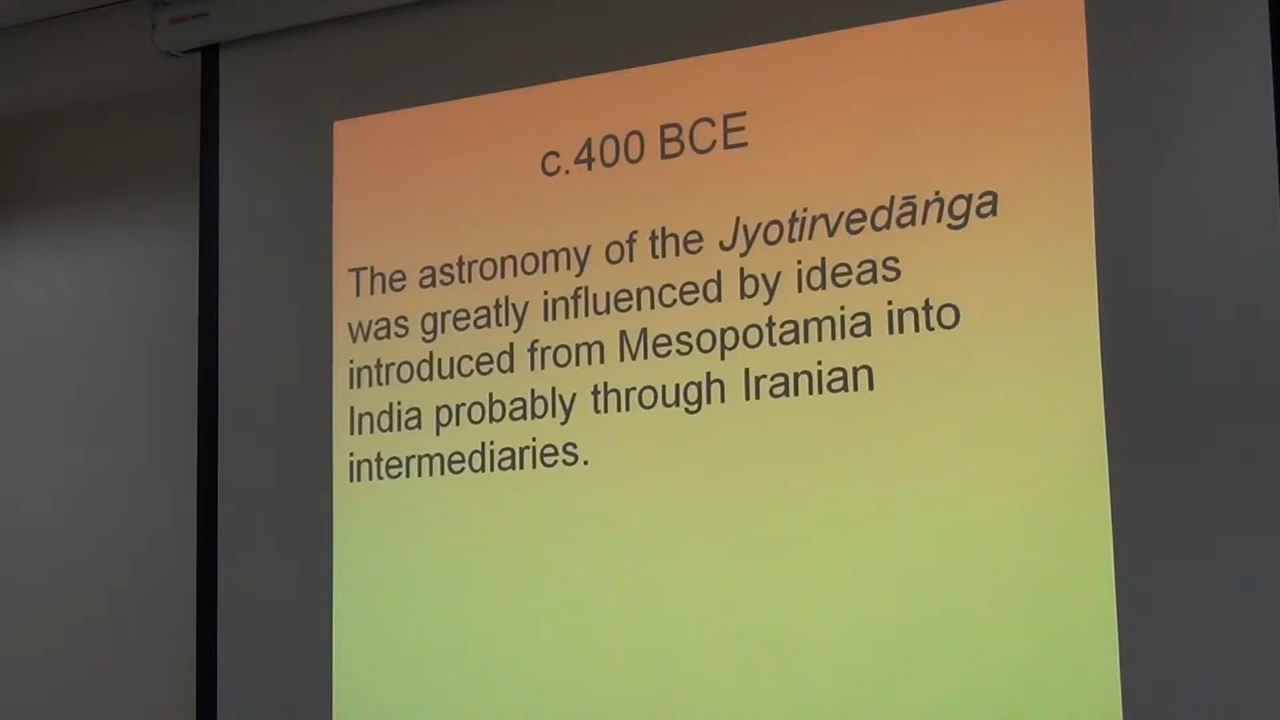 c.400 BCE
The astronomy of the Jyotirvedāṅga
was greatly influenced by ideas
introduced from Mesopotamia into
India probably through Iranian
intermediaries.